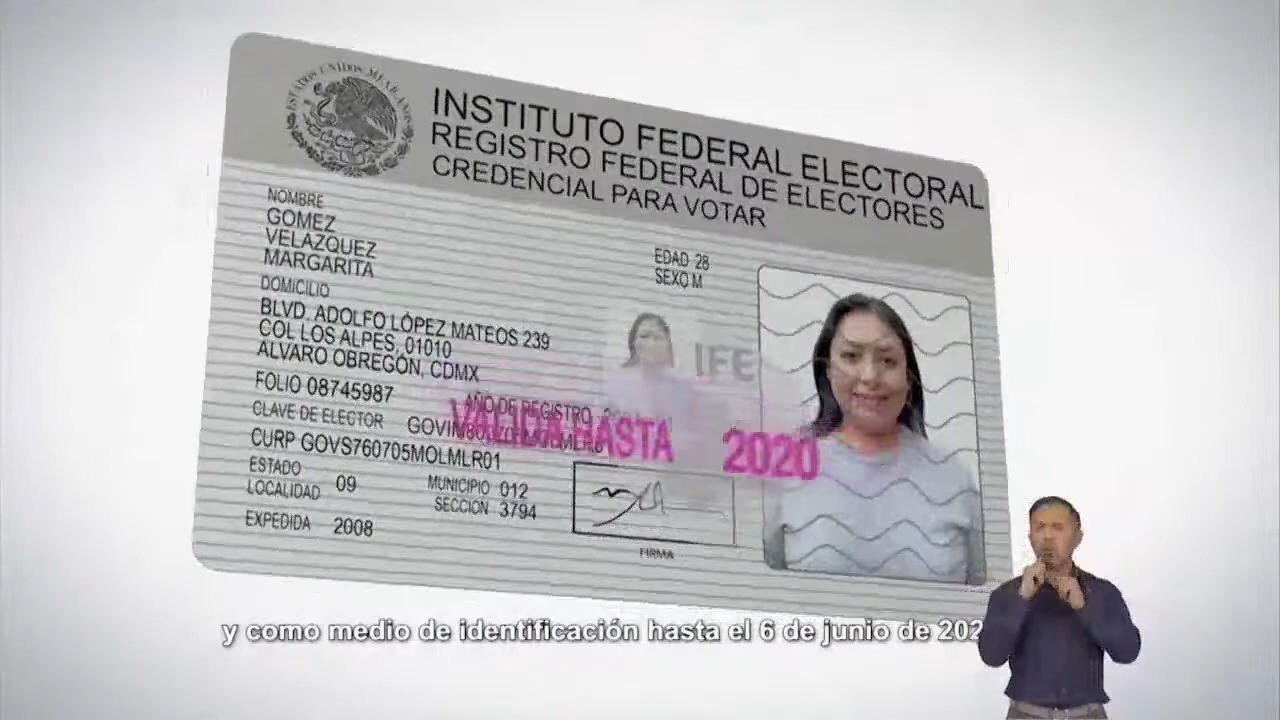 ESTADOS UNIDOS MEXICANOS
INSTITUTO FEDERAL ELECTORAL
REGISTRO FEDERAL DE ELECTORES
CREDENCIAL PARA VOTAR
NOMBRE
GOMEZ
VELAZQUEZ
MARGARITA
EDAD 28
SEXO M
DOMICILIO
BLVD. ADOLFO LÓPEZ MATEOS 239
COL LOS ALPES, 01010
ALVARO OBREGÓN, CDMX
IFE
FOLIO 08745987
AÑO DE REGISTRO
CLAVE DE ELECTOR
VALIDA HASTA 2020
CURP GOVS760705MOLMLR01
ESTADO 09
LOCALIDAD
MUNICIPIO 012
SECCION 3794
EXPEDIDA 2008
FIRMA
y como medio de identificación hasta el 6 de junio de